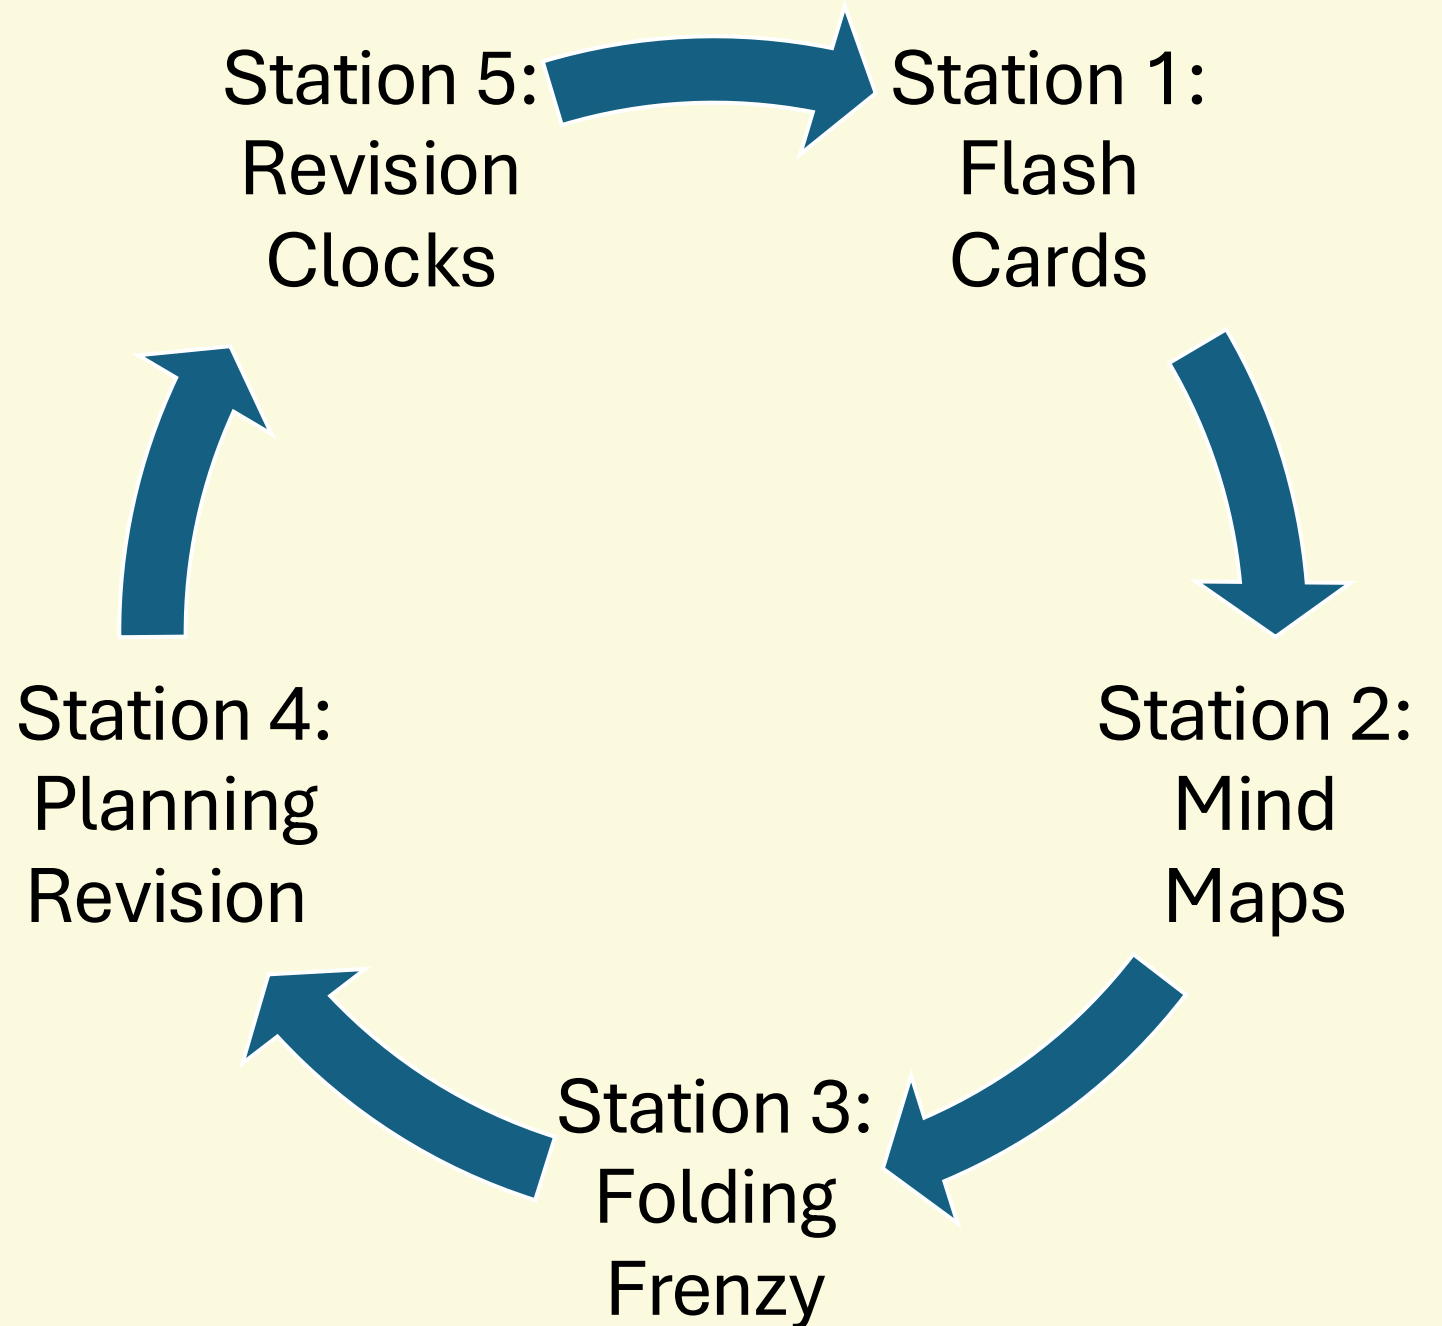 Station 5:
Revision
Clocks
Station 1:
Flash
Cards
Station 2:
Mind
Maps
Station 3:
Folding
Frenzy
Station 4:
Planning
Revision